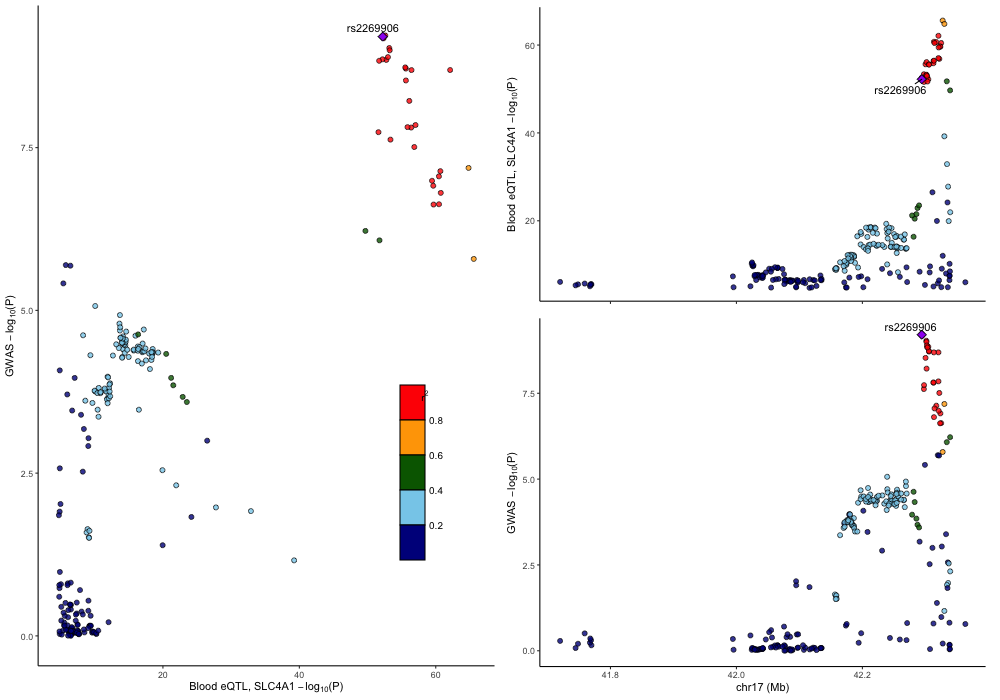 rs2269906
7.5
5.0
2.5
0.0
GWAS −log10(P)
20
40
60
Blood eQTL, SLC4A1 −log10(P)
r2
0.8
0.6
0.4
0.2
rs2269906
60
40
20
Blood eQTL, SLC4A1 −log10(P)
rs2269906
7.5
5.0
2.5
0.0
GWAS −log10(P)
41.8
42.0
42.2
chr17 (Mb)